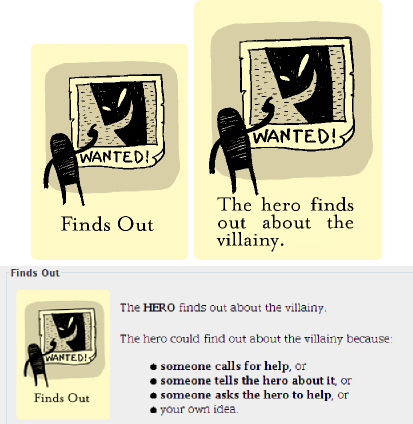 WANTED!
Finds Out
WANTED!
The hero finds
out about the
villainy.
Finds Out
WANTED!
Finds Out
The HERO finds out about the villainy.
The hero could find out about the villainy because:
someone calls for help, or
someone tells the hero about it, or
someone asks the hero to help, or
your own idea.